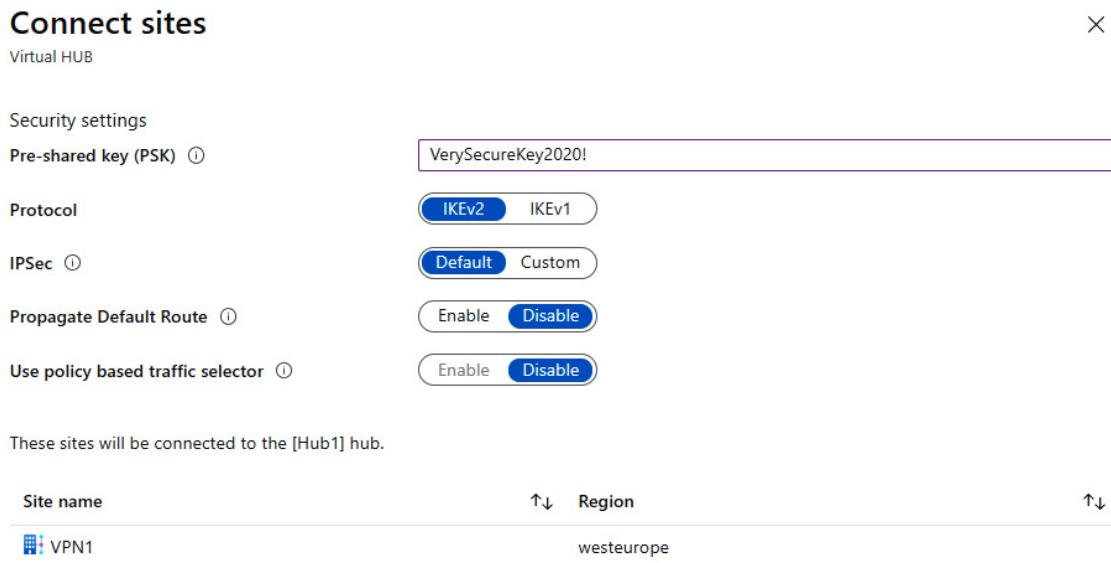 Connect sites
Virtual HUB
Security settings
Pre-shared key (PSK)
VerySecureKey2020!
Protocol
IKEv2 IKEv1
IPSec
Default Custom
Propagate Default Route
Enable Disable
Use policy based traffic selector
Enable Disable
These sites will be connected to the [Hub1] hub.
Site name Region
VPN1 westeurope